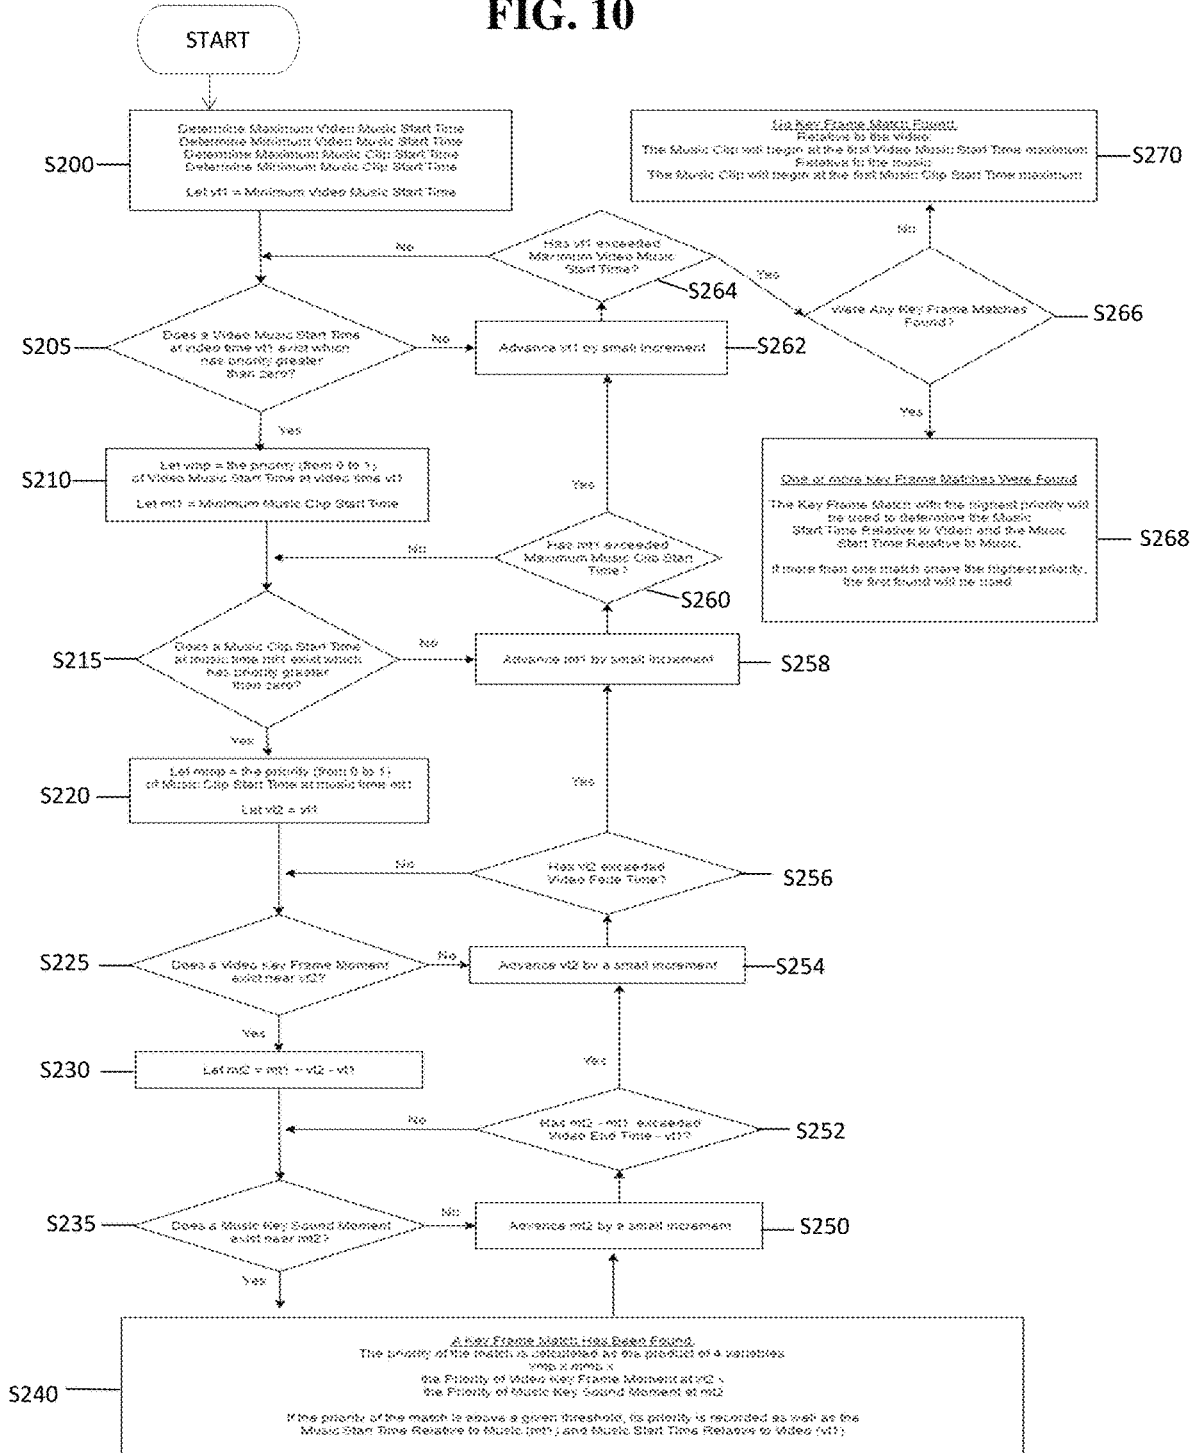 FIG. 10
START
S200
Determine Maximum Video Music Start Time
Determine Minimum Video Music Start Time
Determine Maximum Music Clip Start Time
Determine Minimum Music Clip Start Time
Let vt1 = Minimum Video Music Start Time
No Key Frame Match Found.
Relative to the video:
The Music Clip will begin at the first Video Music Start Time maximum
Relative to the music:
The Music Clip will begin at the first Music Clip Start Time maximum
S270
No
Has vt1 exceeded
Maximum Video Music
Start Time?
S264
Yes
No
Were Any Key Frame Matches
Found?
S266
S205
Does a Video Music Start Time
at video time vt1 exist which
has priority greater
than zero?
No
Advance vt1 by small increment
S262
Yes
Yes
S210
Let vmp = the priority (from 0 to 1)
of Video Music Start Time at video time vt1
Let mt1 = Minimum Music Clip Start Time
Yes
One or more Key Frame Matches Were Found
The Key Frame Match with the highest priority will
be used to determine the Music
Start Time Relative to Video and the Music
Start Time Relative to Music.
If more than one match share the highest priority,
the first found will be used
S268
No
Has mt1 exceeded
Maximum Music Clip Start
Time?
S260
S215
Does a Music Clip Start Time
at music time mt1 exist which
has priority greater
than zero?
No
Advance mt1 by small increment
S258
Yes
S220
Let mmp = the priority (from 0 to 1)
of Music Clip Start Time at music time mt1
Let vt2 = vt1
Yes
No
Has vt2 exceeded
Video Fade Time?
S256
S225
Does a Video Key Frame Moment
exist near vt2?
No
Advance vt2 by a small increment
S254
Yes
S230
Let mt2 = mt1 + vt2 - vt1
Yes
No
Has mt2 - mt1 exceeded
Video End Time - vt1?
S252
S235
Does a Music Key Sound Moment
exist near mt2?
No
Advance mt2 by a small increment
S250
Yes
S240
A Key Frame Match Has Been Found.
The priority of the match is calculated as the product of 4 variables
vmp x mmp x
the Priority of Video Key Frame Moment at vt2 x
the Priority of Music Key Sound Moment at mt2
If the priority of the match is above a given threshold, its priority is recorded as well as the
Music Start Time Relative to Music (mt1) and Music Start Time Relative to Video (vt1)